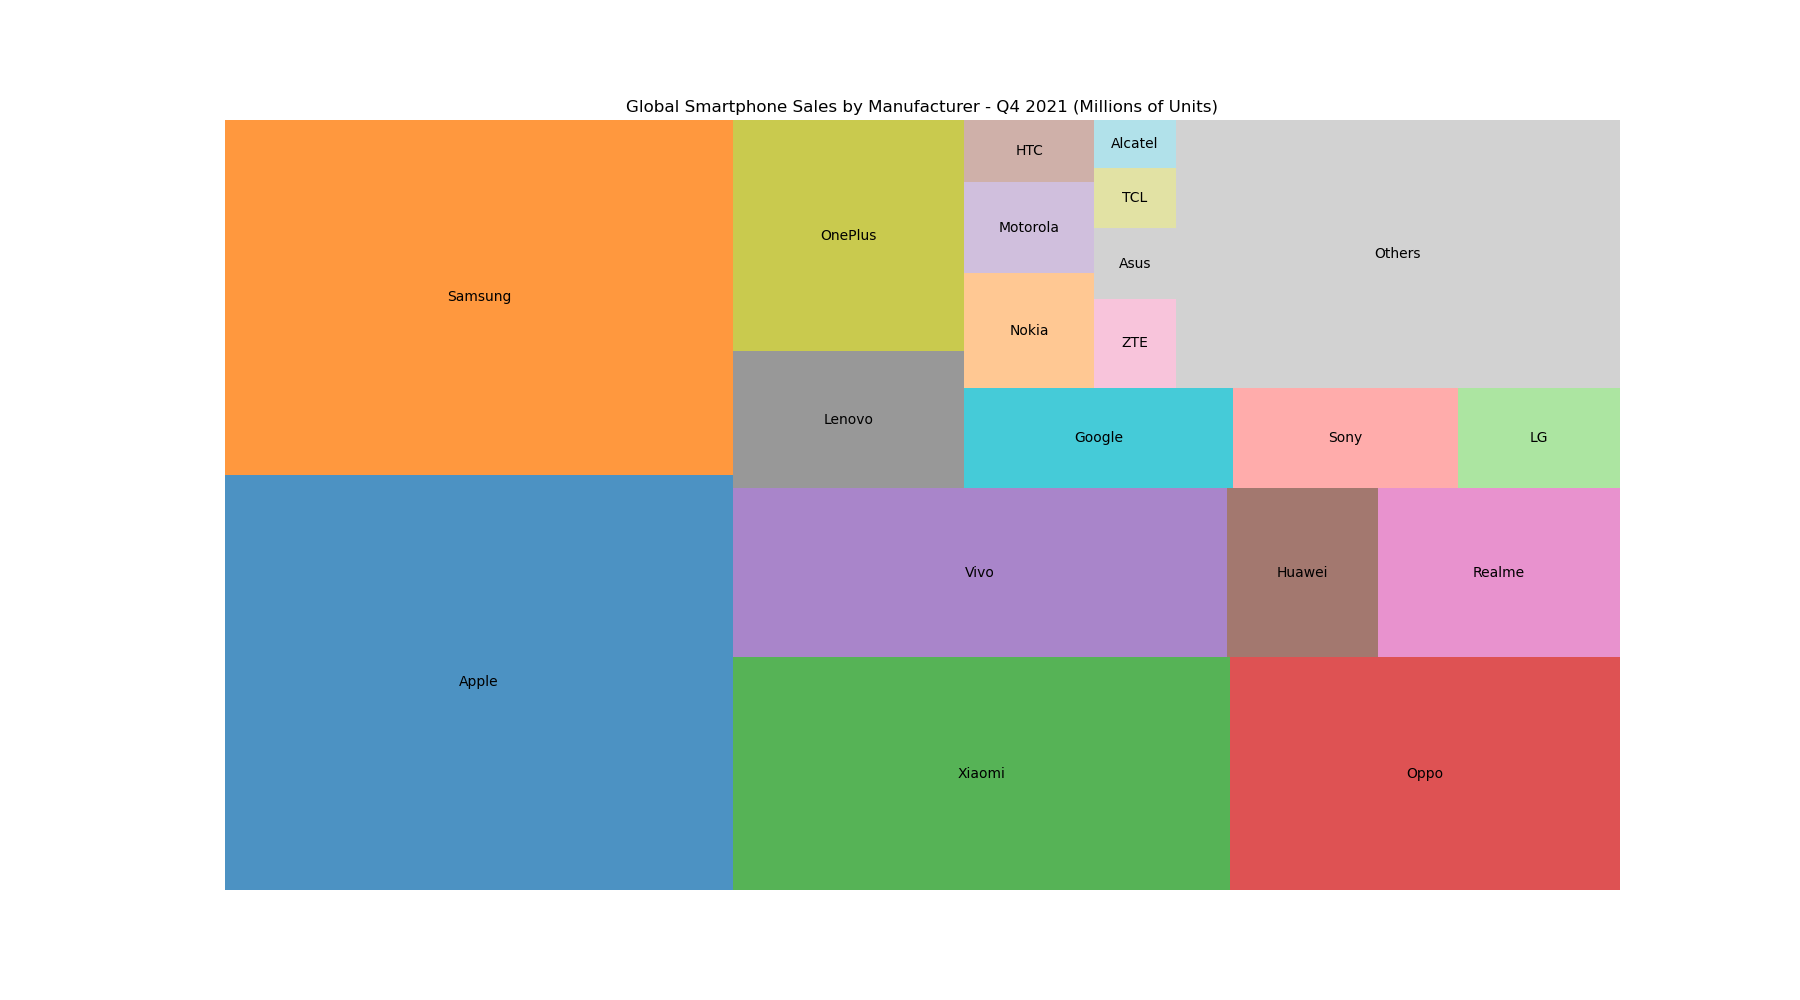 Global Smartphone Sales by Manufacturer - Q4 2021 (Millions of Units)
Samsung
Apple
OnePlus
Lenovo
HTC
Motorola
Nokia
Alcatel
TCL
Asus
ZTE
Others
Google
Sony
LG
Vivo
Huawei
Realme
Xiaomi
Oppo